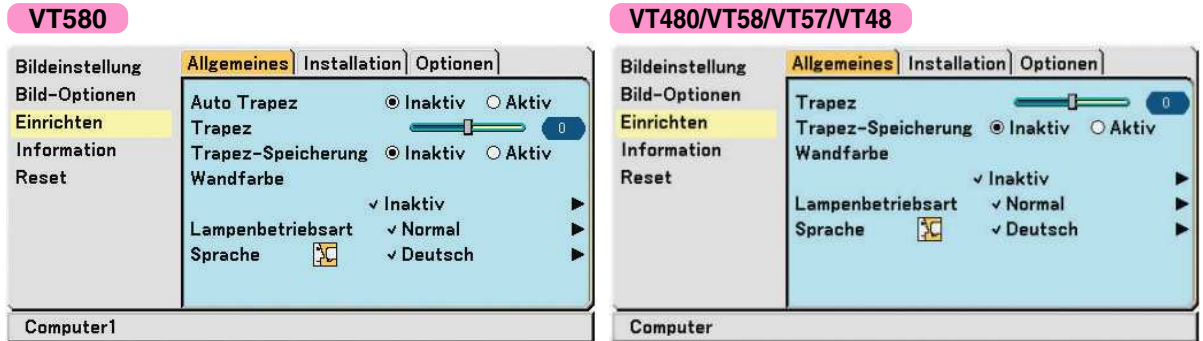 VT580
Bildeinstellung
Bild-Optionen
Einrichten
Information
Reset
Allgemeines Installation Optionen
Auto Trapez Inaktiv Aktiv
Trapez 0
Trapez-Speicherung Inaktiv Aktiv
Wandfarbe
Inaktiv
Lampenbetriebsart Normal
Sprache Deutsch
Computer1
VT480/VT58/VT57/VT48
Bildeinstellung
Bild-Optionen
Einrichten
Information
Reset
Allgemeines Installation Optionen
Trapez 0
Trapez-Speicherung Inaktiv Aktiv
Wandfarbe
Inaktiv
Lampenbetriebsart Normal
Sprache Deutsch
Computer